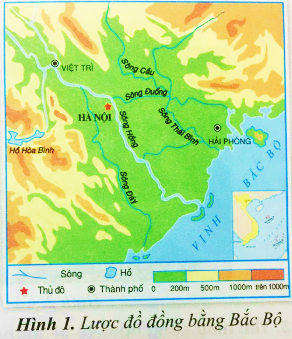 VIỆT TRÌ
Sông Cầu
Sông Đuống
HÀ NỘI
Sông Hồng
Sông Thái Bình
HẢI PHÒNG
Hồ Hòa Bình
Sông Đáy
VỊNH BẮC BỘ
Sông
Hồ
Thủ đô
Thành phố
0 200m 500m 1000m trên 1000m
Hình 1. Lược đồ đồng bằng Bắc Bộ